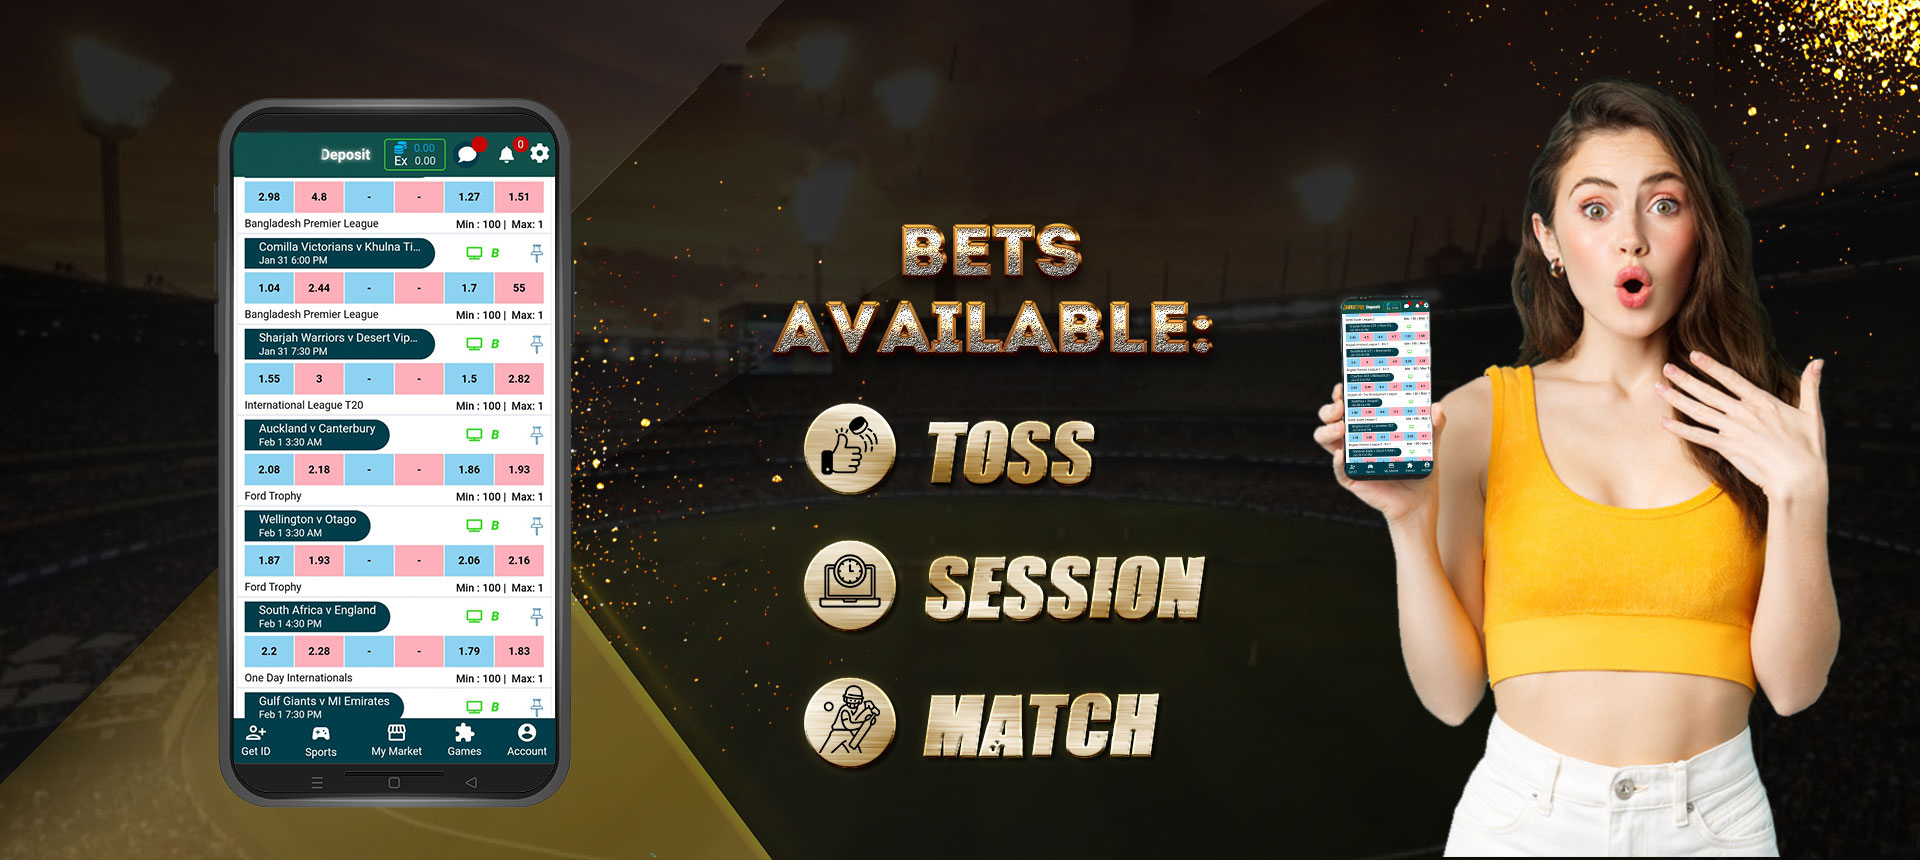 Deposit
0.00
Ex 0.00
0
2.98 4.8 - - 1.27 1.51
Bangladesh Premier League Min : 100 | Max: 1
Comilla Victorians v Khulna Ti...
Jan 31 6:00 PM
B
1.04 2.44 - - 1.7 55
Bangladesh Premier League Min : 100 | Max: 1
Sharjah Warriors v Desert Vip...
Jan 31 7:30 PM
B
1.55 3 - - 1.5 2.82
International League T20 Min : 100 | Max: 1
Auckland v Canterbury
Feb 1 3:30 AM
B
2.08 2.18 - - 1.86 1.93
Ford Trophy Min : 100 | Max: 1
Wellington v Otago
Feb 1 3:30 AM
B
1.87 1.93 - - 2.06 2.16
Ford Trophy Min : 100 | Max: 1
South Africa v England
Feb 1 4:30 PM
B
2.2 2.28 - - 1.79 1.83
One Day Internationals Min : 100 | Max: 1
Gulf Giants v MI Emirates
Feb 1 7:30 PM
B
Get ID Sports My Market Games Account
BETS
AVAILABLE:
TOSS
SESSION
MATCH
Deposit